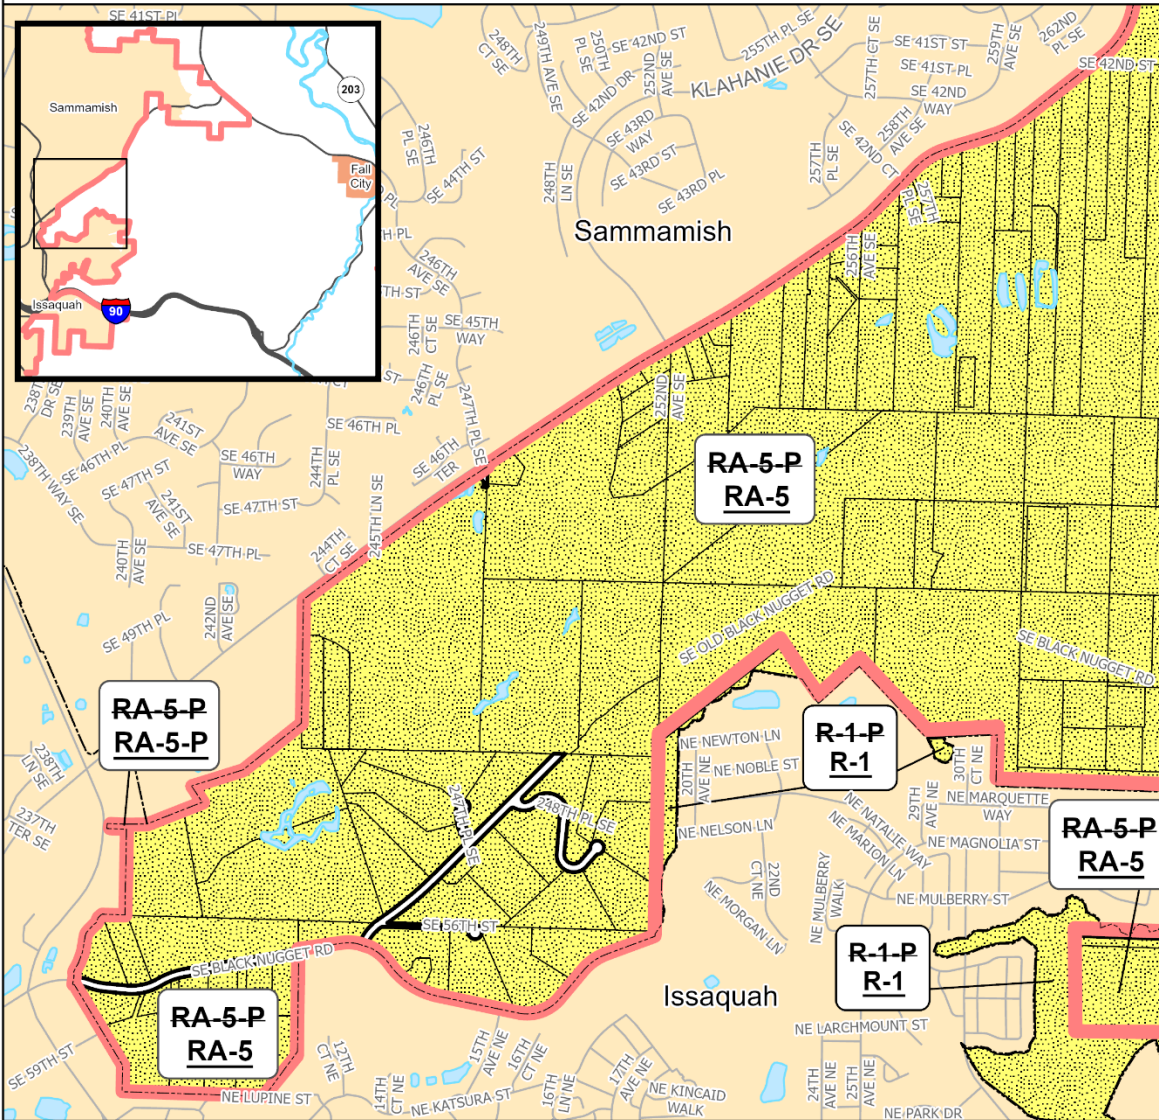 SE 41ST PL
248TH
CT SE
249TH AVE SE
250TH
PL SE
SE 42ND ST
SE 42ND DR
252ND
AVE SE
255TH PL SE
KLAHANIE DR SE
257TH CT SE
SE 41ST ST
SE 41ST PL
SE 42ND
WAY
259TH
AVE SE
262ND
PL SE
SE 42ND ST
Sammamish
203
Fall
City
Issaquah
90
246TH
PL SE
SE 44TH ST
SE 43RD
WAY
SE 43RD ST
SE 43RD PL
248TH
LN SE
257TH
PL SE
SE 42ND CT
258TH
AVE SE
257TH
PL SE
Sammamish
256TH
AVE SE
246TH
AVE SE
246TH
CT SE
SE 45TH
WAY
246TH
PL SE
247TH PL SE
252ND
AVE SE
238TH
DR SE
239TH
AVE SE
240TH
AVE SE
241ST
AVE SE
SE 46TH PL
SE 46TH
WAY
244TH
PL SE
SE 46TH PL
SE 46TH
TER
238TH WAY SE
SE 47TH ST
241ST
AVE SE
SE 47TH ST
245TH LN SE
RA-5-P
RA-5
240TH
AVE SE
SE 47TH PL
244TH
CT SE
242ND
AVE SE
SE 49TH PL
SE OLD BLACK NUGGET RD
SE BLACK NUGGET RD
RA-5-P
RA-5-P
238TH
LN SE
237TH
TER SE
NE NEWTON LN
NE NOBLE ST
20TH
AVE NE
R-1-P
R-1
30TH
CT NE
29TH
AVE NE
NE MARQUETTE
WAY
247TH PL SE
248TH PL SE
NE NELSON LN
NE NATALIE WAY
NE MARION LN
NE MAGNOLIA ST
RA-5-P
RA-5
22ND
CT NE
NE MULBERRY
WALK
NE MULBERRY ST
NE MORGAN LN
SE 56TH ST
SE BLACK NUGGET RD
R-1-P
R-1
Issaquah
RA-5-P
RA-5
NE LARCHMOUNT ST
SE 59TH ST
NE LUPINE ST
12TH
CT NE
14TH
CT NE
15TH
AVE NE
16TH
CT NE
NE KATSURA ST
16TH
LN NE
17TH
AVE NE
NE KINCAID
WALK
24TH
AVE NE
25TH
AVE NE
NE PARK DR